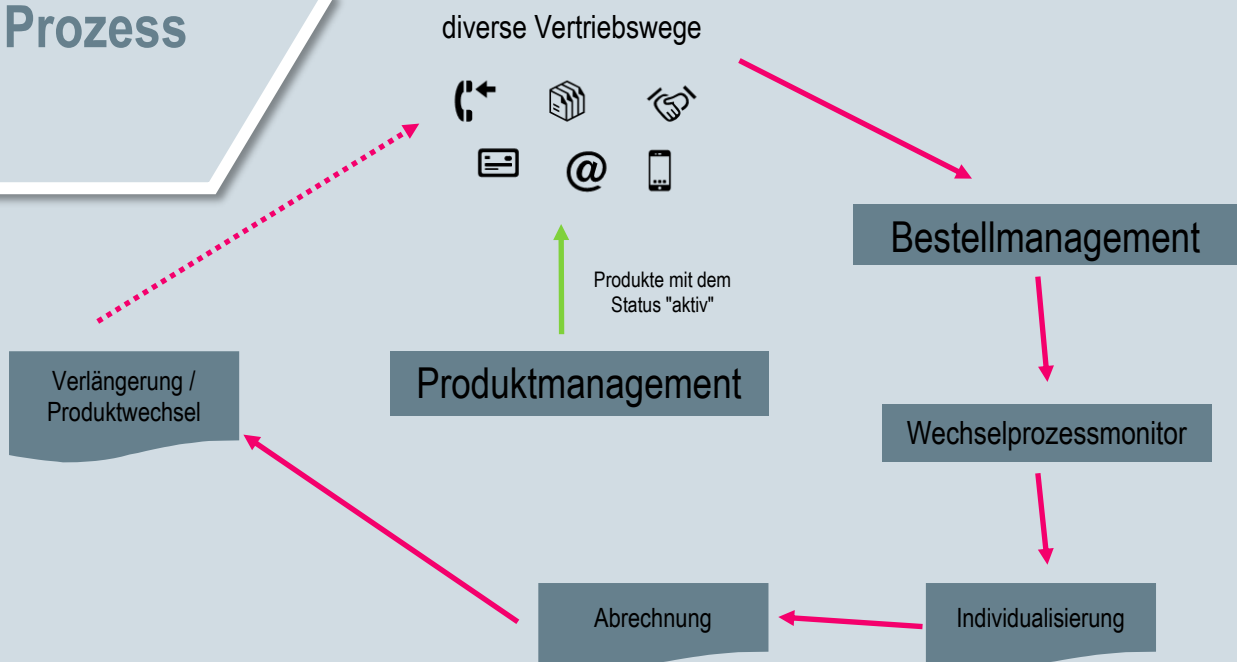 Prozess
diverse Vertriebswege
@
Bestellmanagement
Produkte mit dem
Status "aktiv"
Verlängerung /
Produktwechsel
Produktmanagement
Wechselprozessmonitor
Abrechnung
Individualisierung